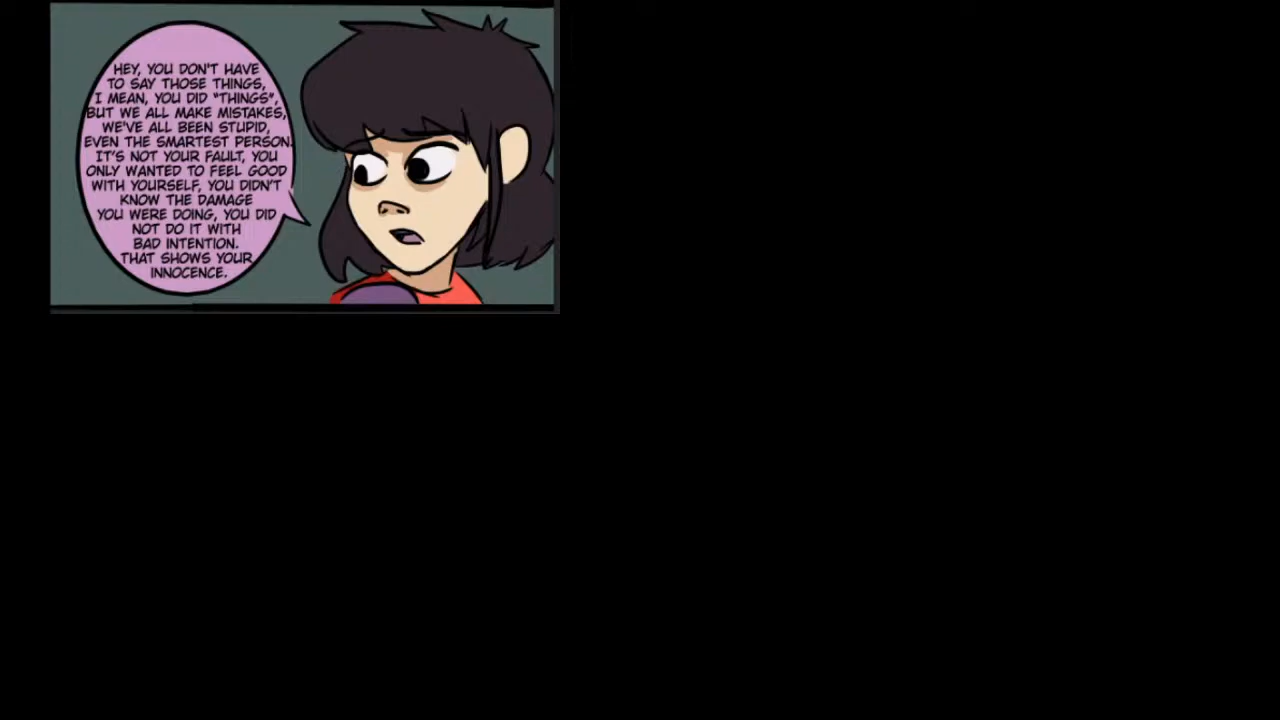 HEY, YOU DON'T HAVE
TO SAY THOSE THINGS,
I MEAN, YOU DID "THINGS",
BUT WE ALL MAKE MISTAKES,
WE'VE ALL BEEN STUPID,
EVEN THE SMARTEST PERSON.
IT'S NOT YOUR FAULT, YOU
ONLY WANTED TO FEEL GOOD
WITH YOURSELF, YOU DIDN'T
KNOW THE DAMAGE
YOU WERE DOING, YOU DID
NOT DO IT WITH
BAD INTENTION.
THAT SHOWS YOUR
INNOCENCE.